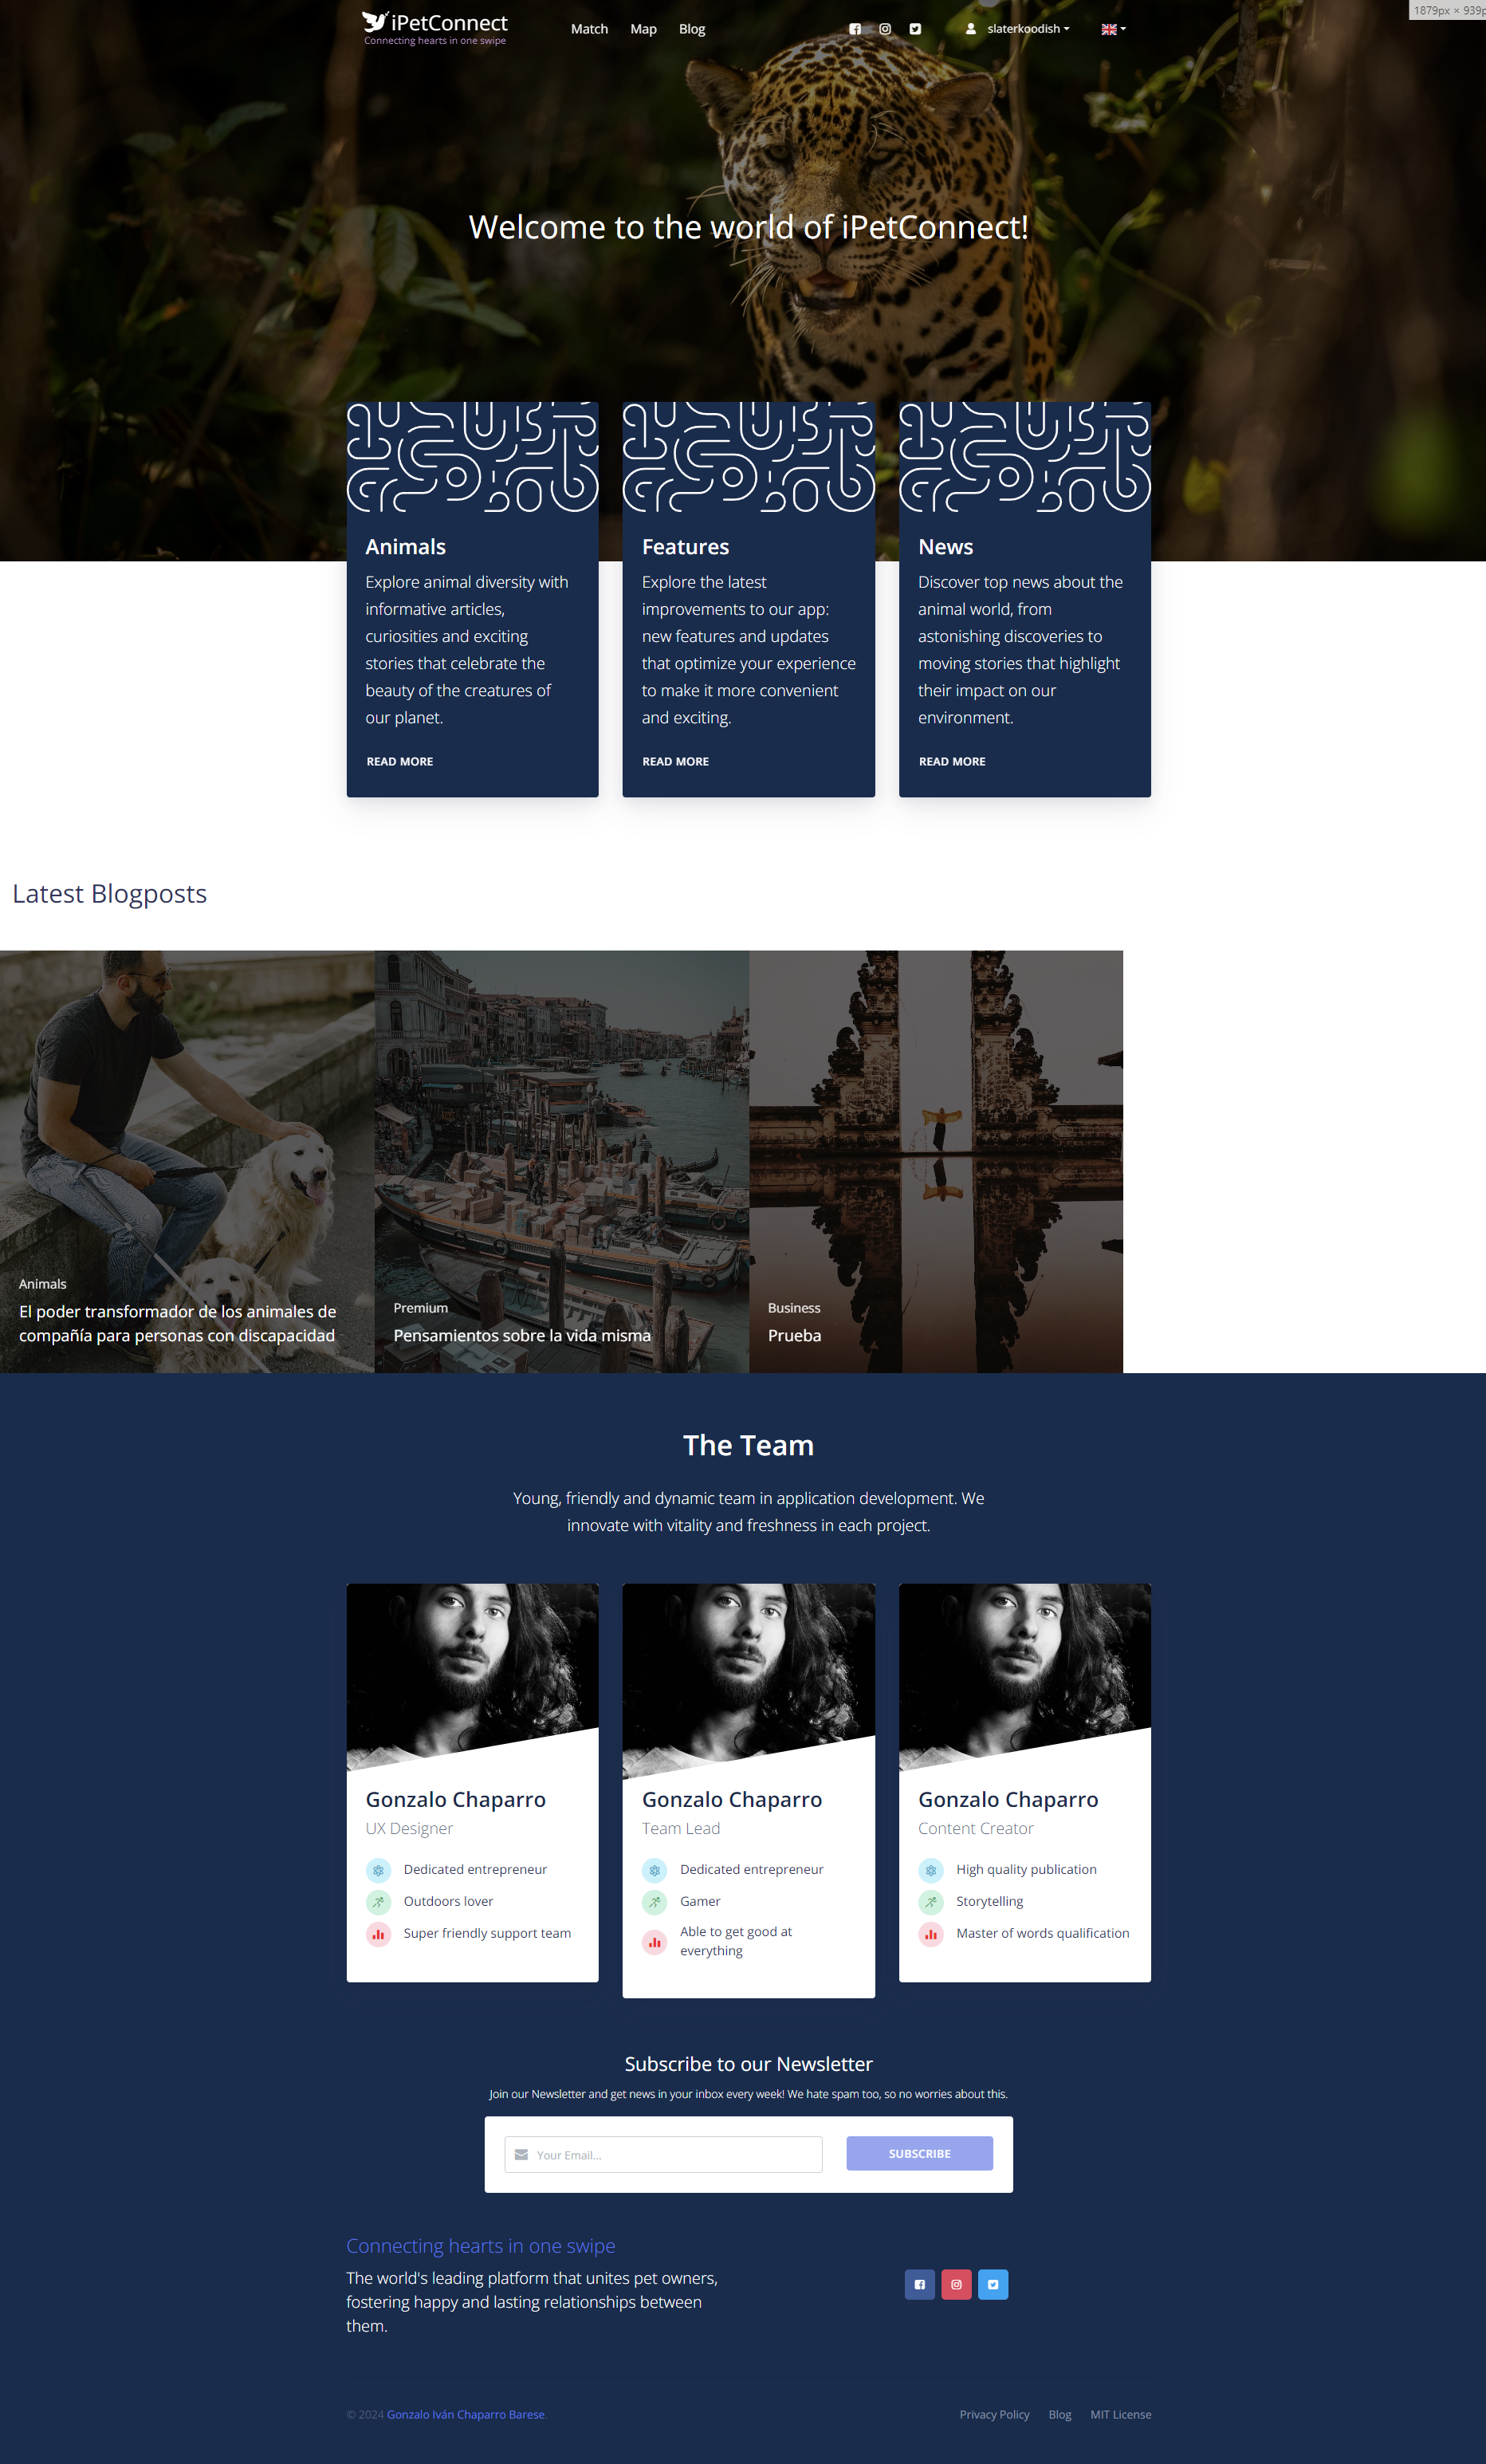 1879px × 939p
iPetConnect
Connecting hearts in one swipe
Match
Map
Blog
slaterkoodish
Welcome to the world of iPetConnect!
Animals
Explore animal diversity with
informative articles,
curiosities and exciting
stories that celebrate the
beauty of the creatures of
our planet.
READ MORE
Features
Explore the latest
improvements to our app:
new features and updates
that optimize your experience
to make it more convenient
and exciting.
READ MORE
News
Discover top news about the
animal world, from
astonishing discoveries to
moving stories that highlight
their impact on our
environment.
READ MORE
Latest Blogposts
Animals
El poder transformador de los animales de
compañía para personas con discapacidad
Premium
Pensamientos sobre la vida misma
Business
Prueba
The Team
Young, friendly and dynamic team in application development. We
innovate with vitality and freshness in each project.
Gonzalo Chaparro
UX Designer
Dedicated entrepreneur
Outdoors lover
Super friendly support team
Gonzalo Chaparro
Team Lead
Dedicated entrepreneur
Gamer
Able to get good at
everything
Gonzalo Chaparro
Content Creator
High quality publication
Storytelling
Master of words qualification
Subscribe to our Newsletter
Join our Newsletter and get news in your inbox every week! We hate spam too, so no worries about this.
Your Email...
SUBSCRIBE
Connecting hearts in one swipe
The world's leading platform that unites pet owners,
fostering happy and lasting relationships between
them.
© 2024 Gonzalo Iván Chaparro Barese.
Privacy Policy
Blog
MIT License